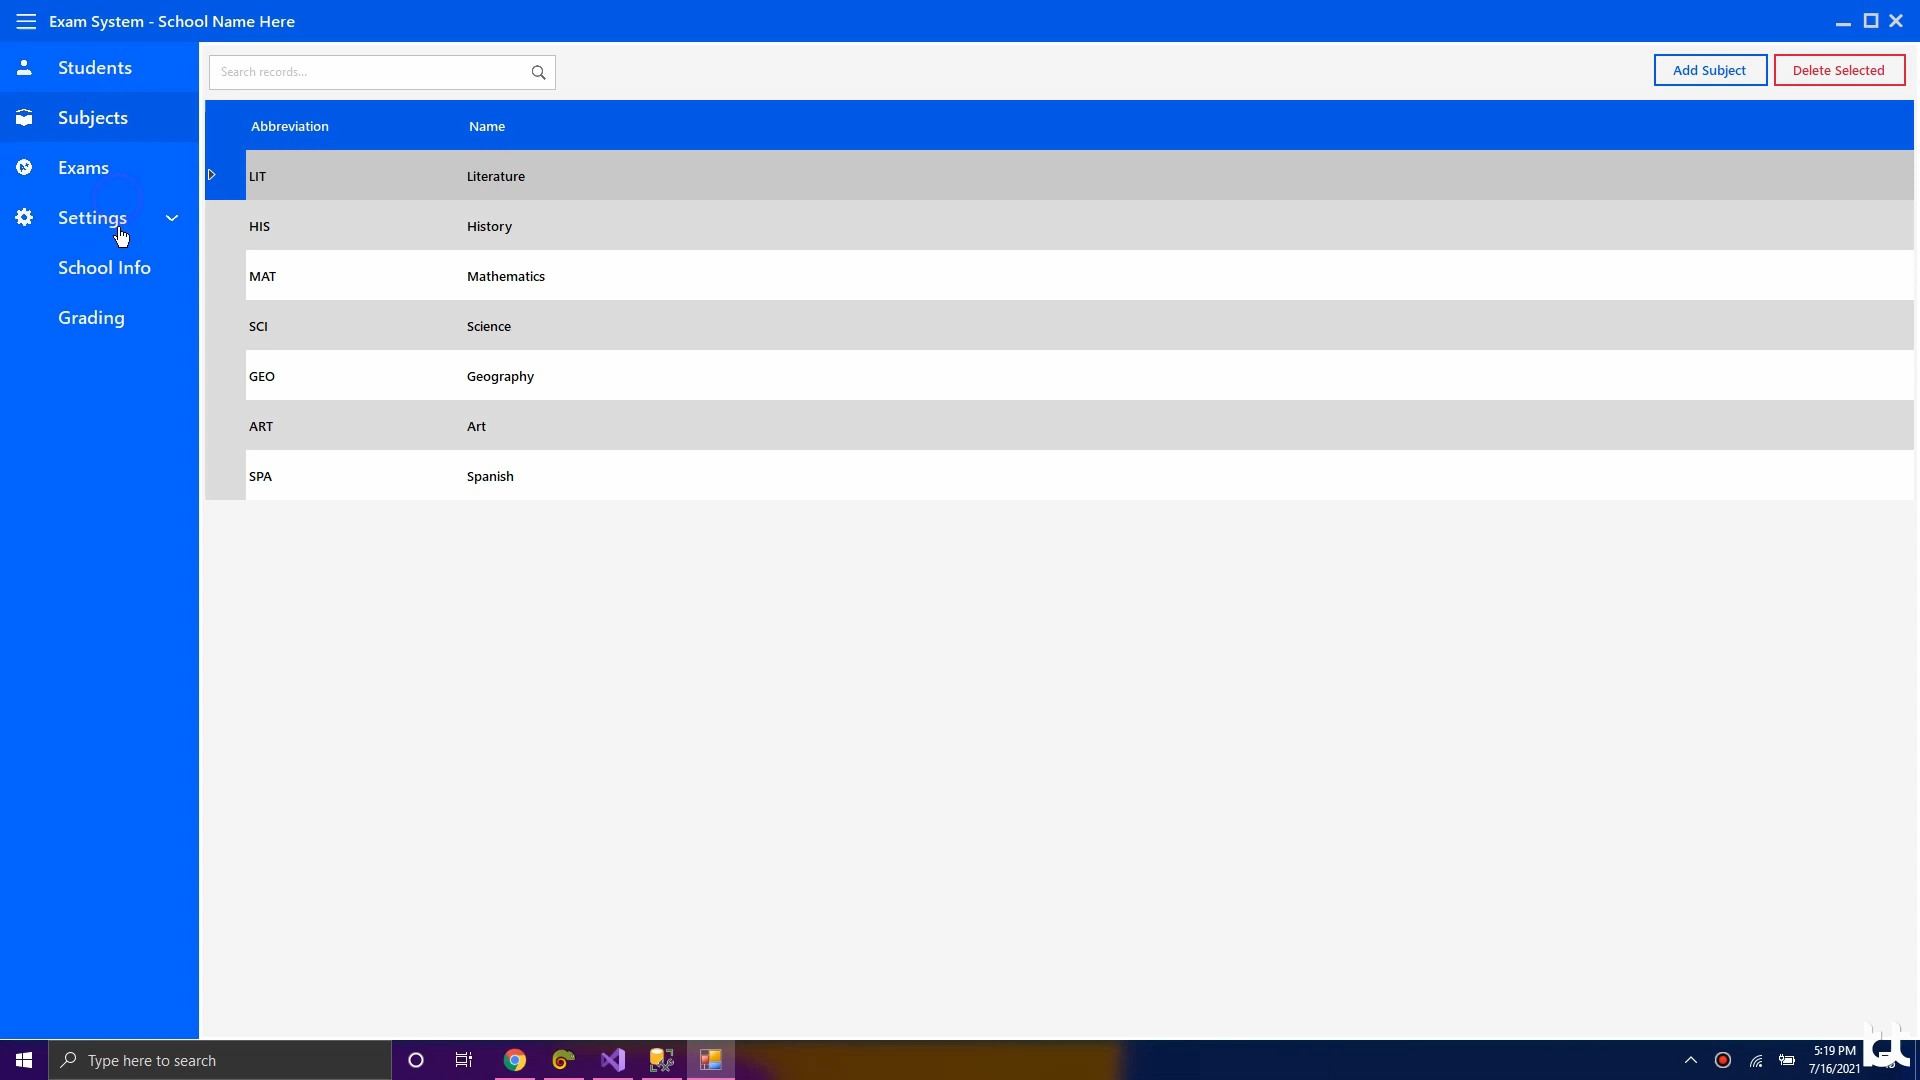 Exam System - School Name Here
Students
Search records...
Add Subject
Delete Selected
Subjects
Abbreviation Name
Exams
LIT Literature
Settings
HIS History
School Info
MAT Mathematics
Grading
SCI Science
GEO Geography
ART Art
SPA Spanish
Type here to search
5:19 PM
7/16/2021